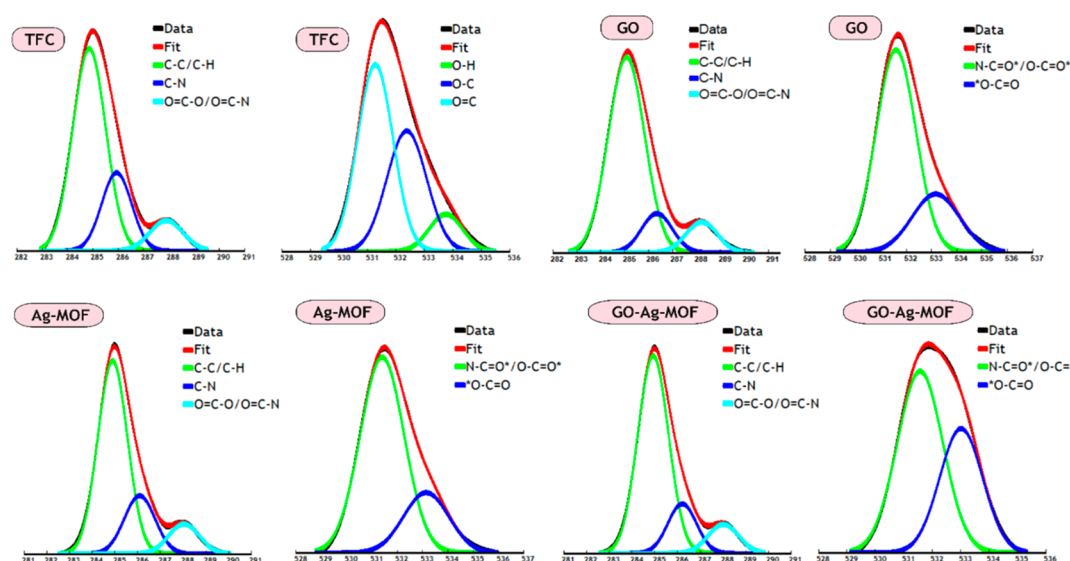 TFC
Data
Fit
C-C/C-H
C-N
O=C-O/O=C-N
282 283 284 285 286 287 288 289 290 291
TFC
Data
Fit
O-H
O-C
O=C
528 529 530 531 532 533 534 535 536
GO
Data
Fit
C-C/C-H
C-N
O=C-O/O=C-N
282 283 284 285 286 287 288 289 290 291
GO
Data
Fit
N-C=O*/O-C=O*
*O-C=O
528 529 530 531 532 533 534 535 536 537
Ag-MOF
Data
Fit
C-C/C-H
C-N
O=C-O/O=C-N
281 282 283 284 285 286 287 288 289 290 291
Ag-MOF
Data
Fit
N-C=O*/O-C=O*
*O-C=O
528 529 530 531 532 533 534 535 536 537
GO-Ag-MOF
Data
Fit
C-C/C-H
C-N
O=C-O/O=C-N
281 282 283 284 285 286 287 288 289 290 291
GO-Ag-MOF
Data
Fit
N-C=O*/O-C=
*O-C=O
528 529 530 531 532 533 534 535 536